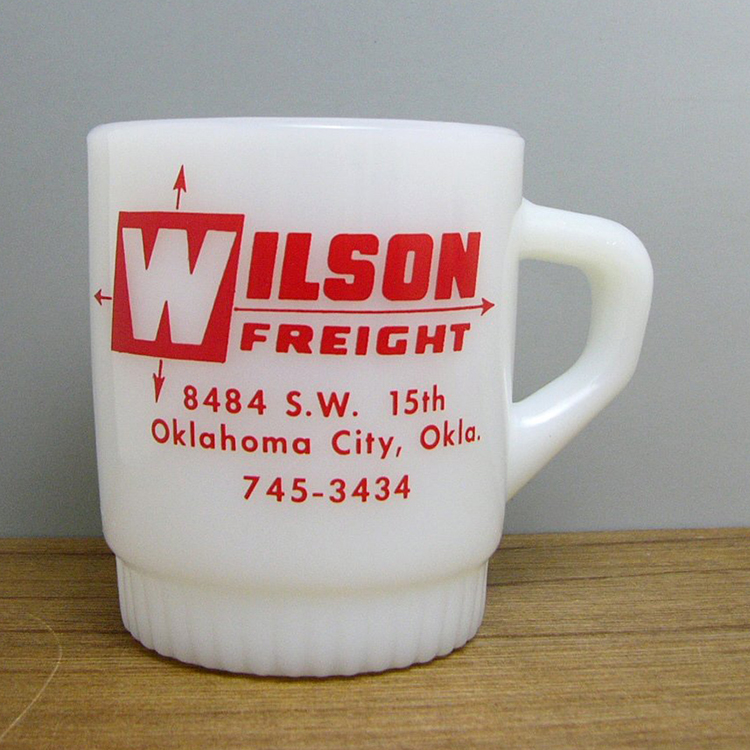 WILSON
FREIGHT
8484 S.W. 15th
Oklahoma City, Okla.
745-3434